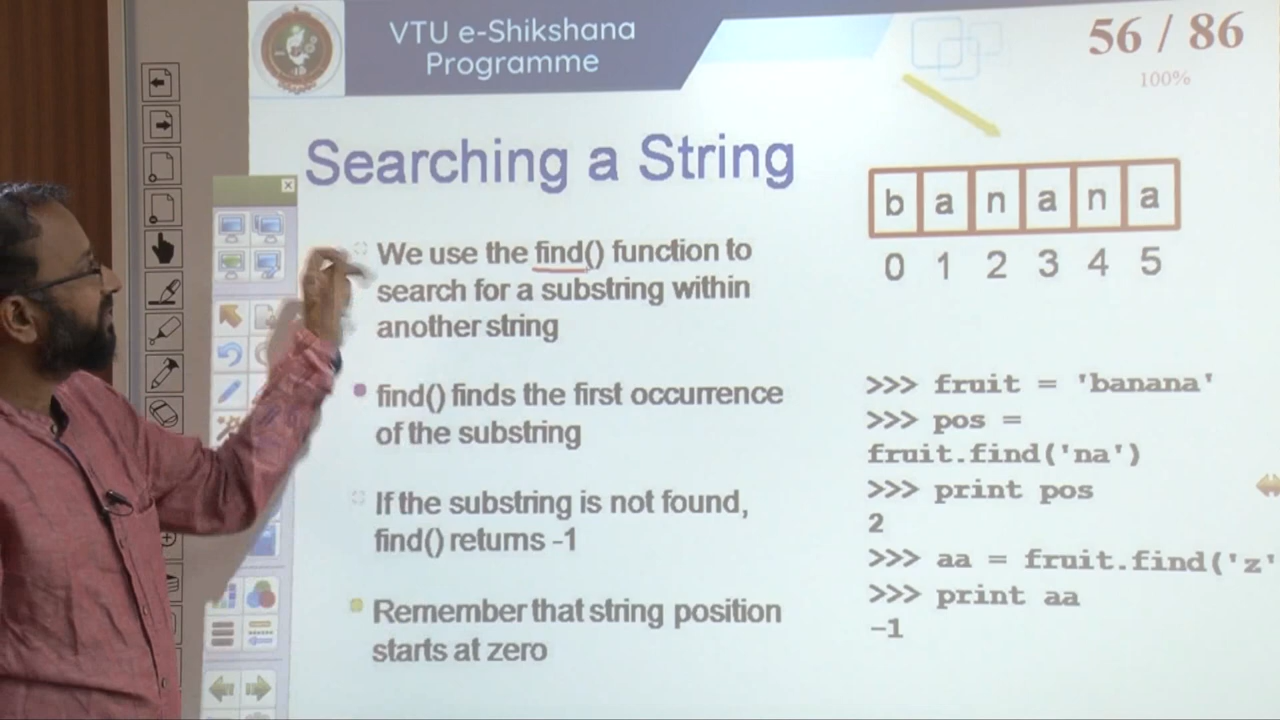 VTU e-Shikshana
Programme
56 / 86
100%
Searching a String
b a n a n a
0 1 2 3 4 5
We use the find() function to
search for a substring within
another string
find() finds the first occurrence
of the substring
If the substring is not found,
find() returns -1
Remember that string position
starts at zero
>>> fruit = 'banana'
>>> pos =
fruit.find('na')
>>> print pos
2
>>> aa = fruit.find('z'
>>> print aa
-1